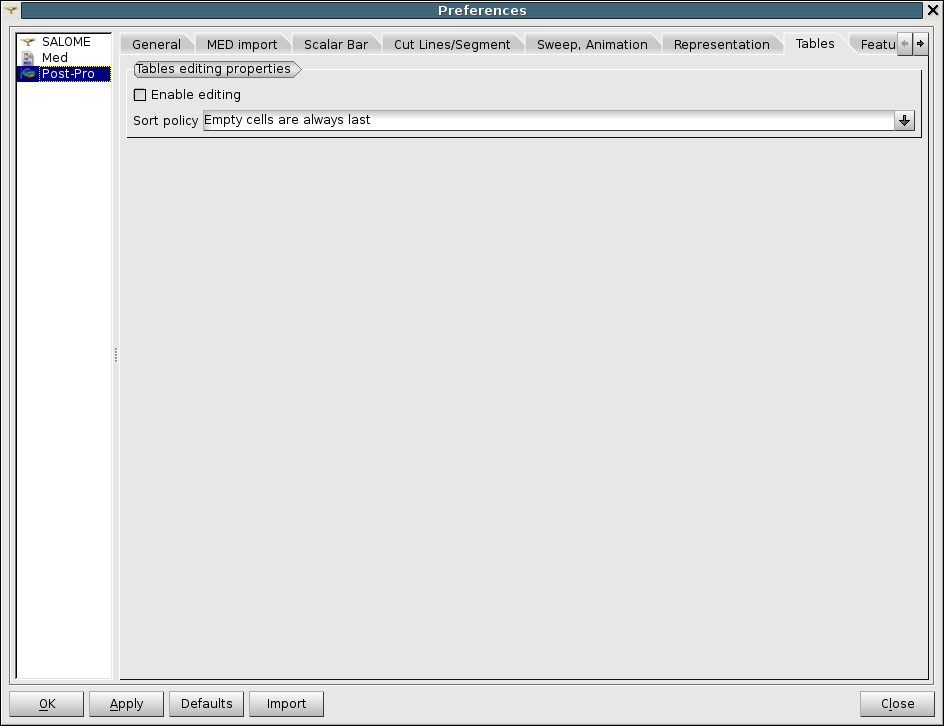 Preferences
SALOME
Med
Post-Pro
General MED import Scalar Bar Cut Lines/Segment Sweep, Animation Representation Tables Featu
Tables editing properties
Enable editing
Sort policy Empty cells are always last
OK Apply Defaults Import Close